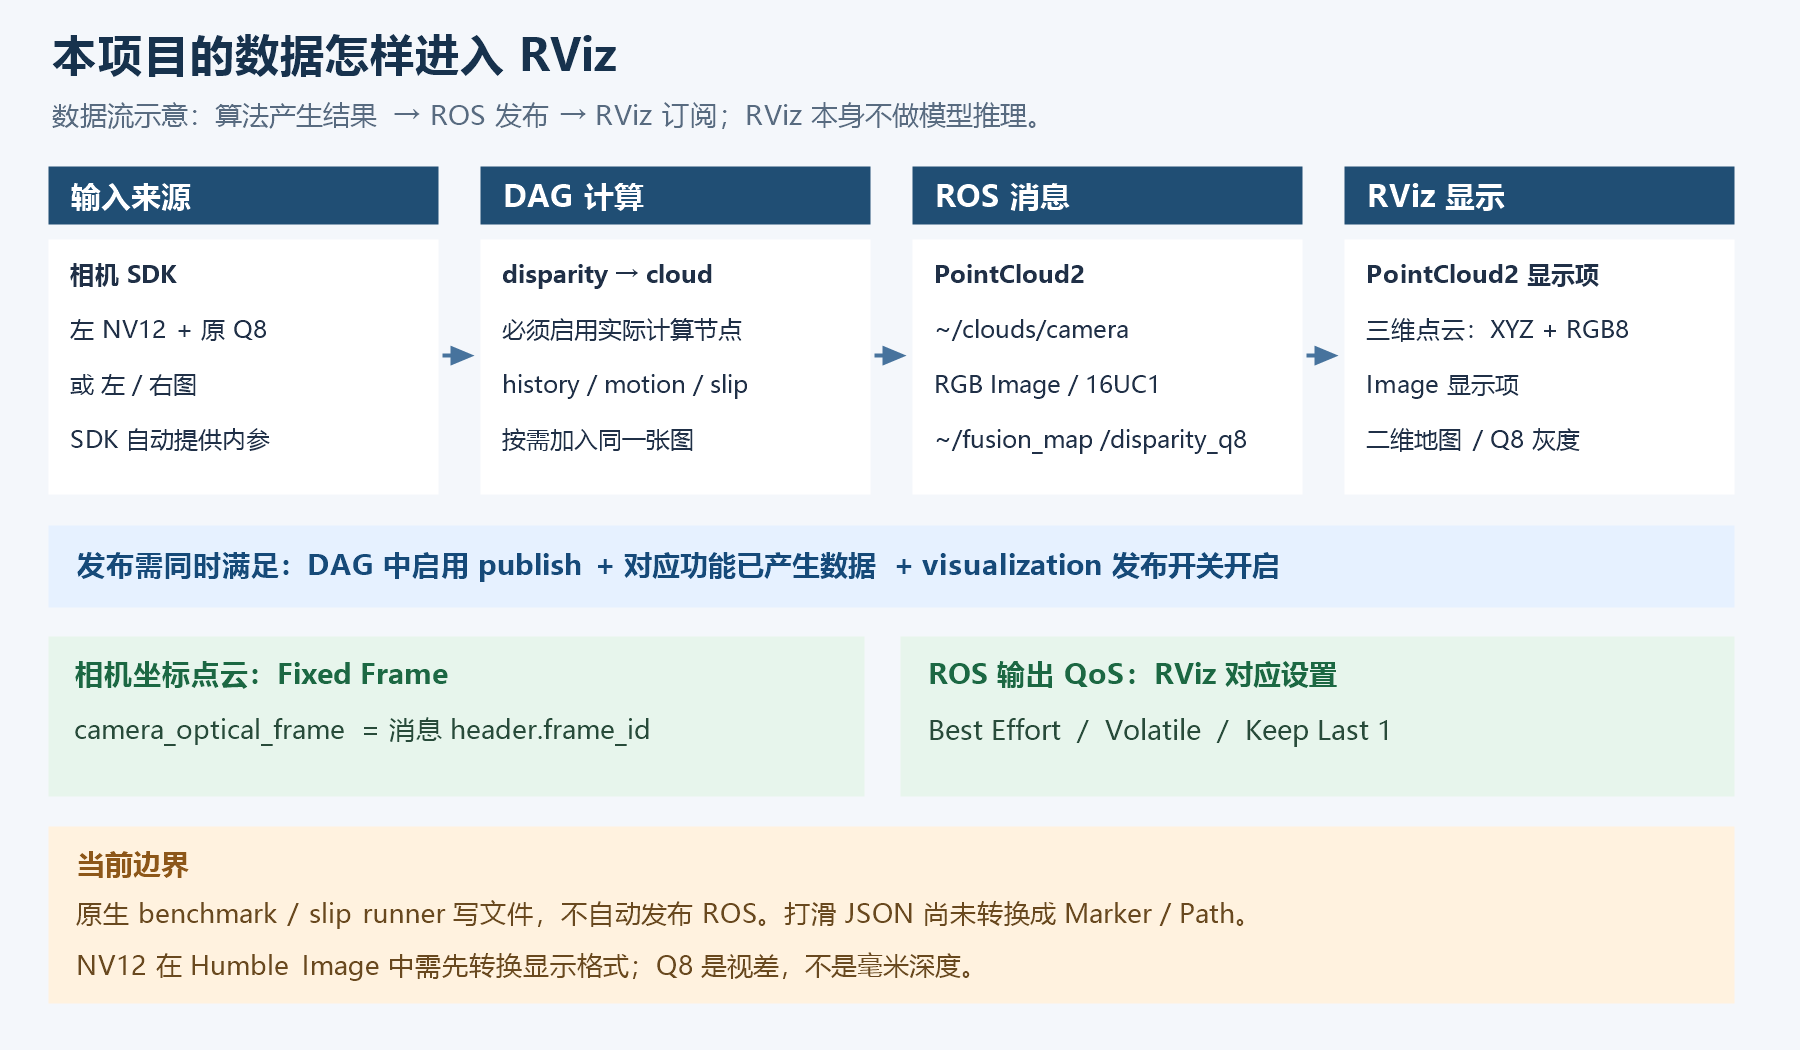 本项目的数据怎样进入 RViz
数据流示意：算法产生结果 → ROS 发布 → RViz 订阅；RViz 本身不做模型推理。
输入来源
相机 SDK
左 NV12 + 原 Q8
或 左 / 右图
SDK 自动提供内参
DAG 计算
disparity → cloud
必须启用实际计算节点
history / motion / slip
按需加入同一张图
ROS 消息
PointCloud2
~/clouds/camera
RGB Image / 16UC1
~/fusion_map /disparity_q8
RViz 显示
PointCloud2 显示项
三维点云：XYZ + RGB8
Image 显示项
二维地图 / Q8 灰度
发布需同时满足：DAG 中启用 publish + 对应功能已产生数据 + visualization 发布开关开启
相机坐标点云：Fixed Frame
camera_optical_frame = 消息 header.frame_id
ROS 输出 QoS：RViz 对应设置
Best Effort / Volatile / Keep Last 1
当前边界
原生 benchmark / slip runner 写文件，不自动发布 ROS。打滑 JSON 尚未转换成 Marker / Path。
NV12 在 Humble Image 中需先转换显示格式；Q8 是视差，不是毫米深度。